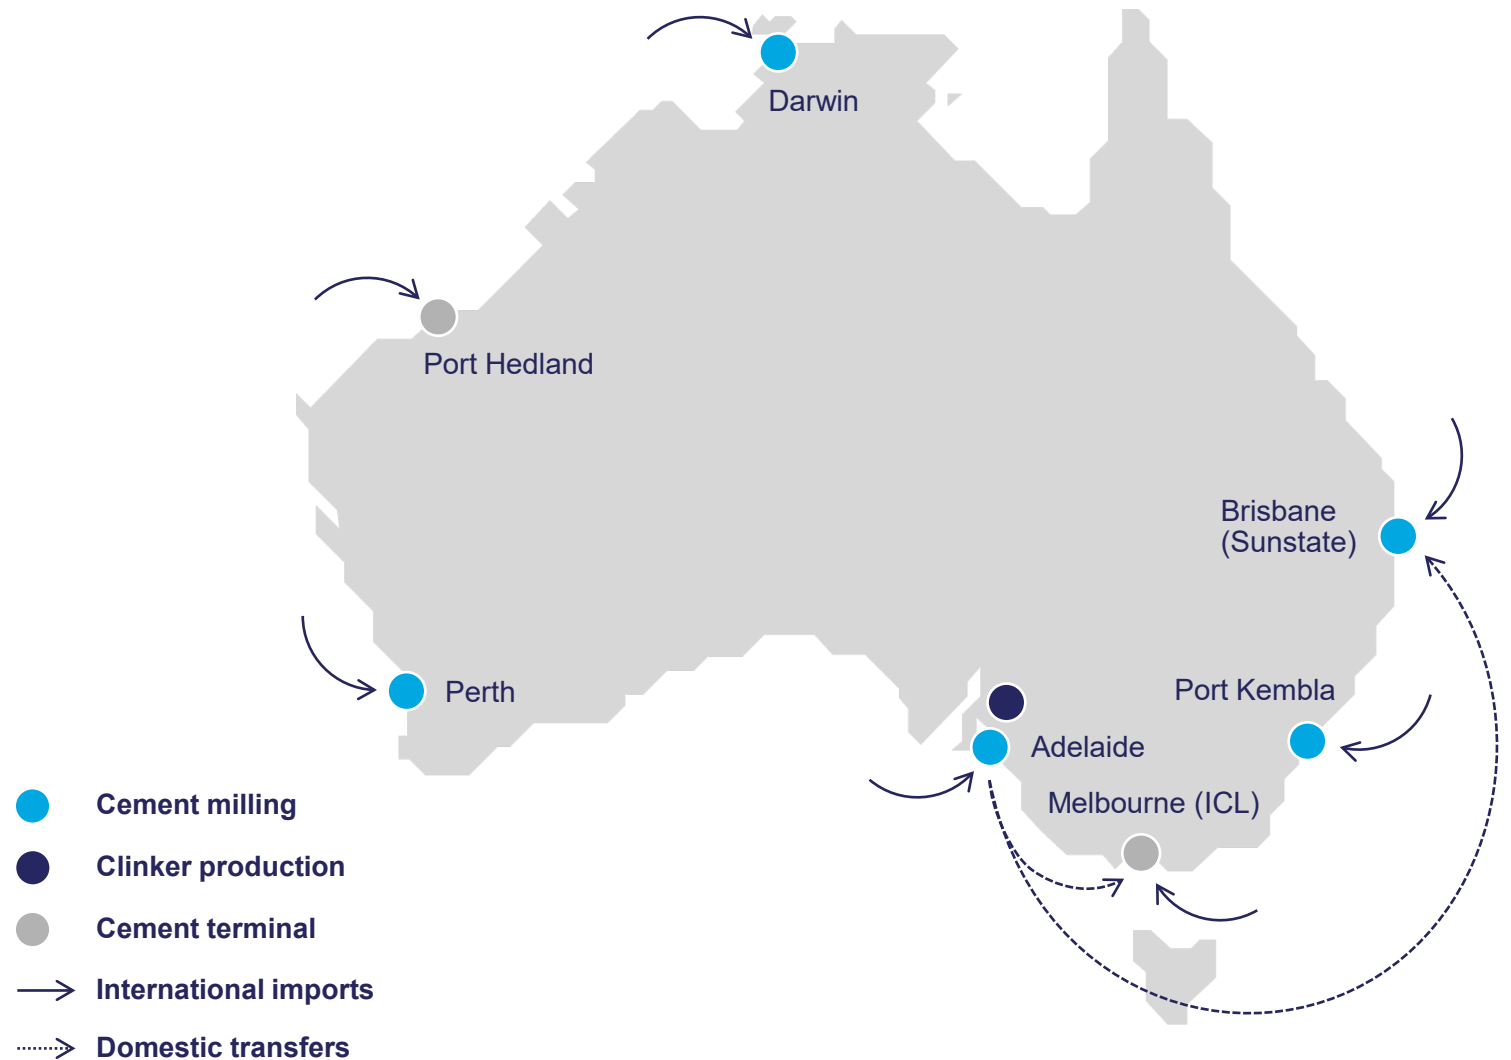 Darwin
Port Hedland
Brisbane
(Sunstate)
Perth
Port Kembla
Adelaide
Melbourne (ICL)
Cement milling
Clinker production
Cement terminal
International imports
Domestic transfers